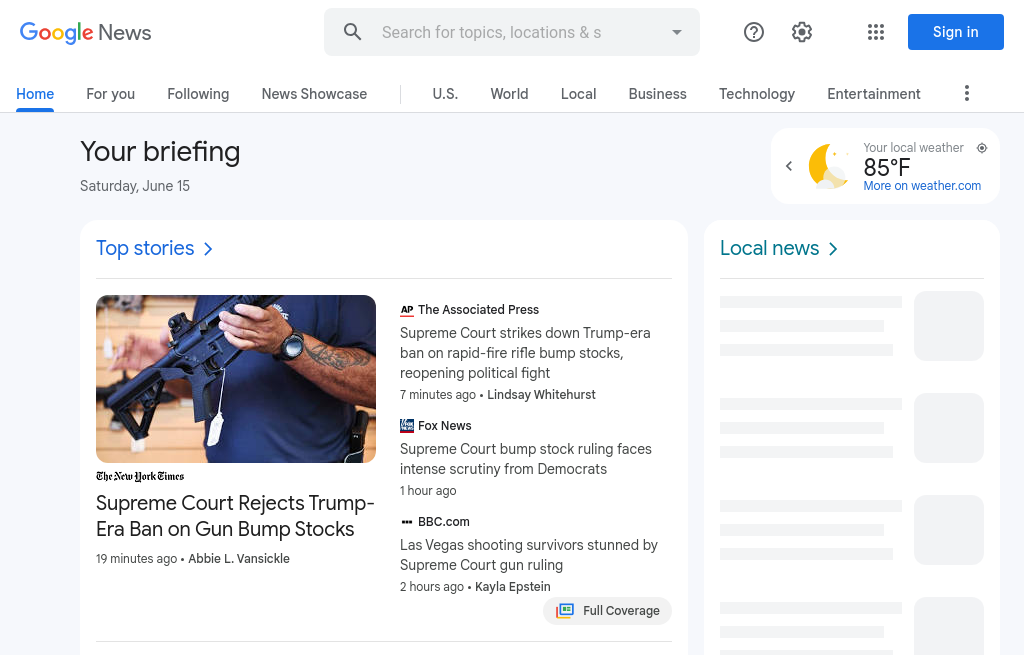 Google News
Search for topics, locations & s
Sign in
Home
For you
Following
News Showcase
U.S.
World
Local
Business
Technology
Entertainment
Your briefing
Saturday, June 15
Your local weather
85°F
More on weather.com
Top stories
Local news
The New York Times
Supreme Court Rejects Trump-
Era Ban on Gun Bump Stocks
19 minutes ago • Abbie L. Vansickle
AP The Associated Press
Supreme Court strikes down Trump-era
ban on rapid-fire rifle bump stocks,
reopening political fight
7 minutes ago • Lindsay Whitehurst
Fox News
Supreme Court bump stock ruling faces
intense scrutiny from Democrats
1 hour ago
BBC.com
Las Vegas shooting survivors stunned by
Supreme Court gun ruling
2 hours ago • Kayla Epstein
Full Coverage